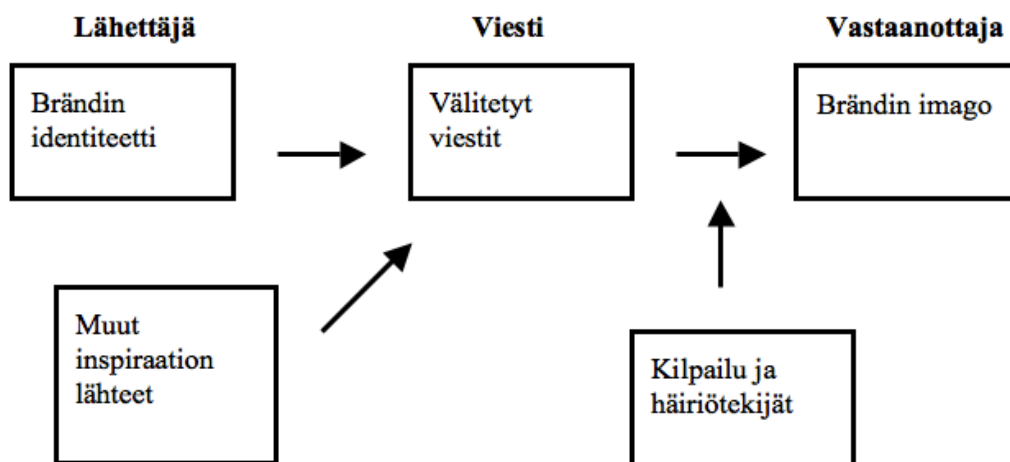 Lähettäjä
Viesti
Vastaanottaja
Brändin
identiteetti
Välitetyt
viestit
Brändin imago
Muut
inspiraation
lähteet
Kilpailu ja
häiriötekijät